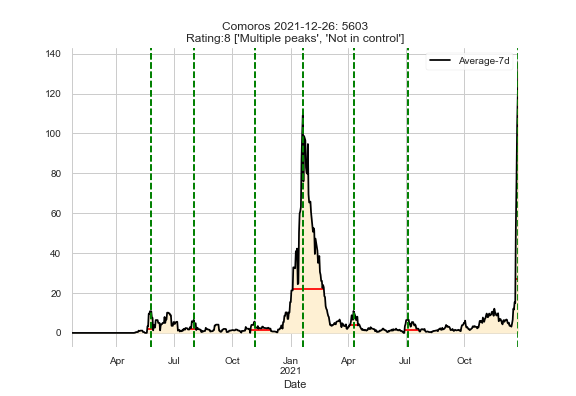 Comoros 2021-12-26: 5603
Rating:8 ['Multiple peaks', 'Not in control']
Average-7d
140
120
100
80
60
40
20
0
Apr Jul Oct Jan Apr Jul Oct
2021
Date